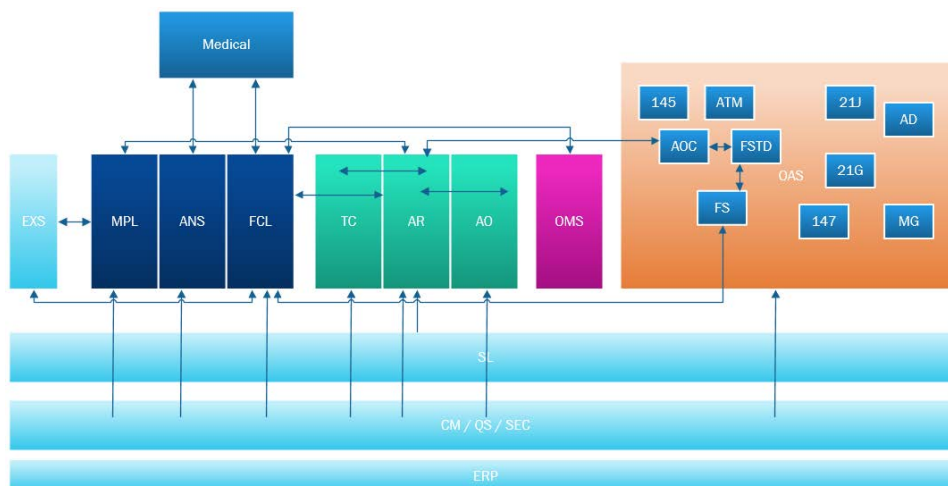 Medical
145
ATM
21J
AD
AOC
FSTD
OAS
21G
FS
147
MG
EXS
MPL
ANS
FCL
TC
AR
AO
OMS
SL
CM / QS / SEC
ERP